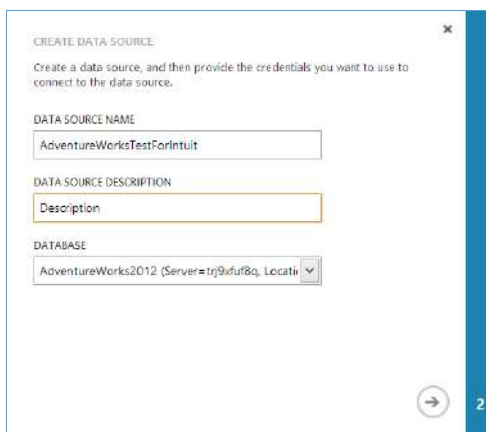 CREATE DATA SOURCE
Create a data source, and then provide the credentials you want to use to
connect to the data source.
DATA SOURCE NAME
AdventureWorksTestForIntuit
DATA SOURCE DESCRIPTION
Description
DATABASE
AdventureWorks2012 (Server=trj9xfuf8q, Locati
2